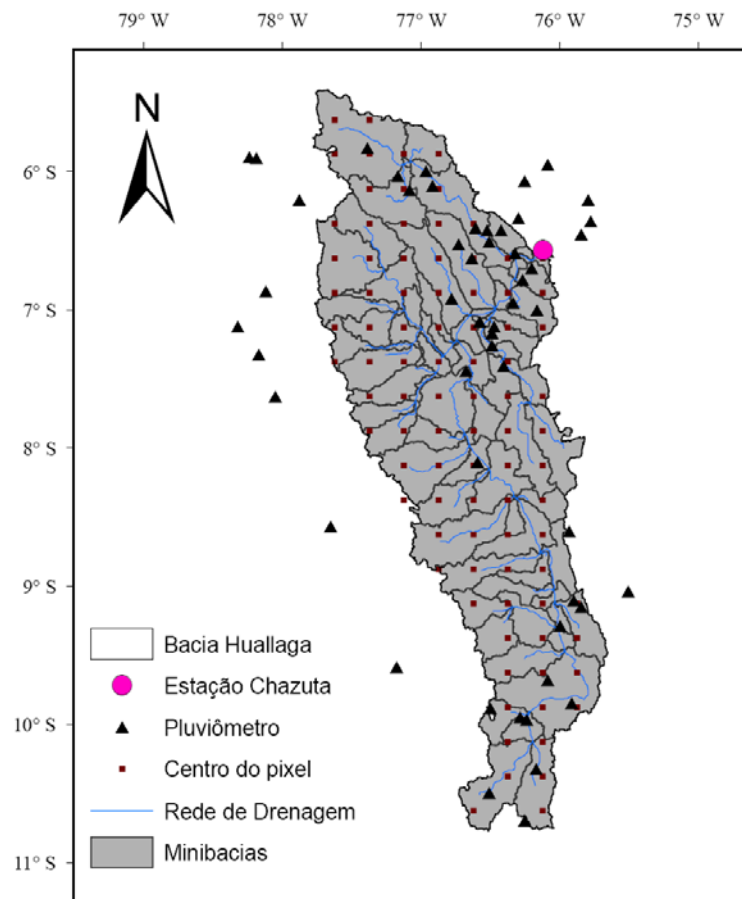 79° W 78° W 77° W 76° W 75° W
N
6° S
7° S
8° S
9° S
10° S
11° S
Bacia Huallaga
Estação Chazuta
Pluviômetro
Centro do pixel
Rede de Drenagem
Minibacias